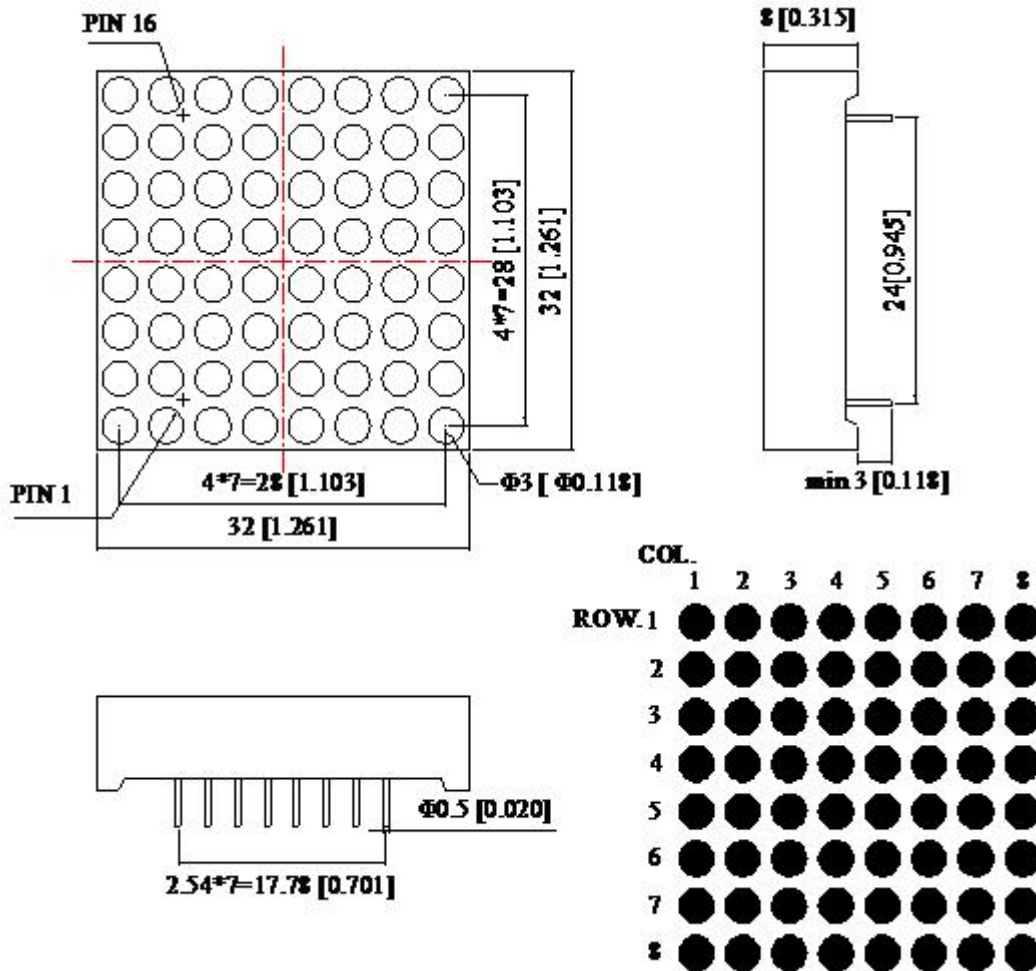 PIN 16
8 [0.315]
4*7=28 [1.103]
32 [1.261]
24[0.945]
PIN 1
4*7=28 [1.103]
Φ3 [ Φ0.118]
min 3 [0.118]
32 [1.261]
COL.
1 2 3 4 5 6 7 8
ROW. 1
2
3
4
5
6
7
8
Φ0.5 [0.020]
2.54*7=17.78 [0.701]